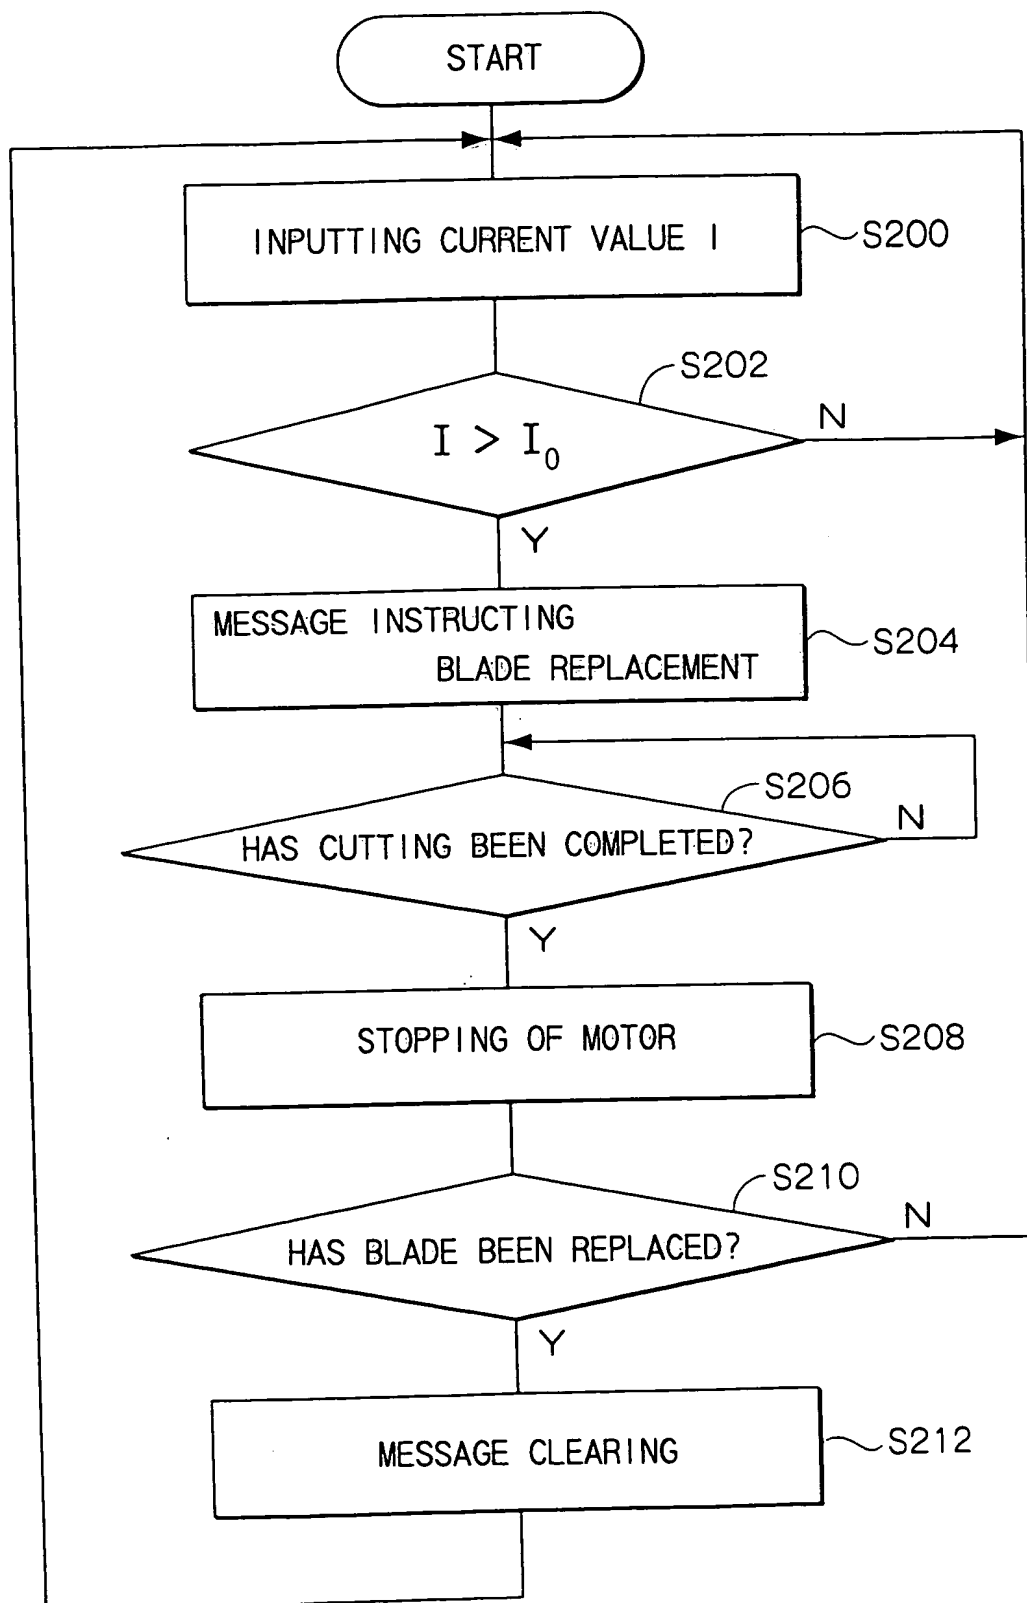 START
INPUTTING CURRENT VALUE I
S200
S202
I > I₀
N
Y
MESSAGE INSTRUCTING
BLADE REPLACEMENT
S204
S206
HAS CUTTING BEEN COMPLETED?
N
Y
STOPPING OF MOTOR
S208
S210
HAS BLADE BEEN REPLACED?
N
Y
MESSAGE CLEARING
S212